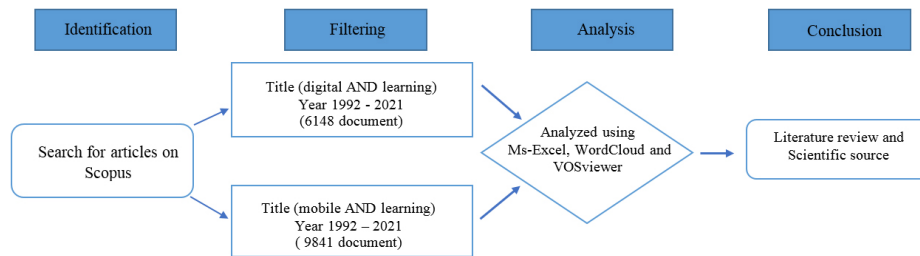 Identification
Filtering
Analysis
Conclusion
Search for articles on
Scopus
Title (digital AND learning)
Year 1992 - 2021
(6148 document)
Title (mobile AND learning)
Year 1992 – 2021
( 9841 document)
Analyzed using
Ms-Excel, WordCloud and
VOSviewer
Literature review and
Scientific source